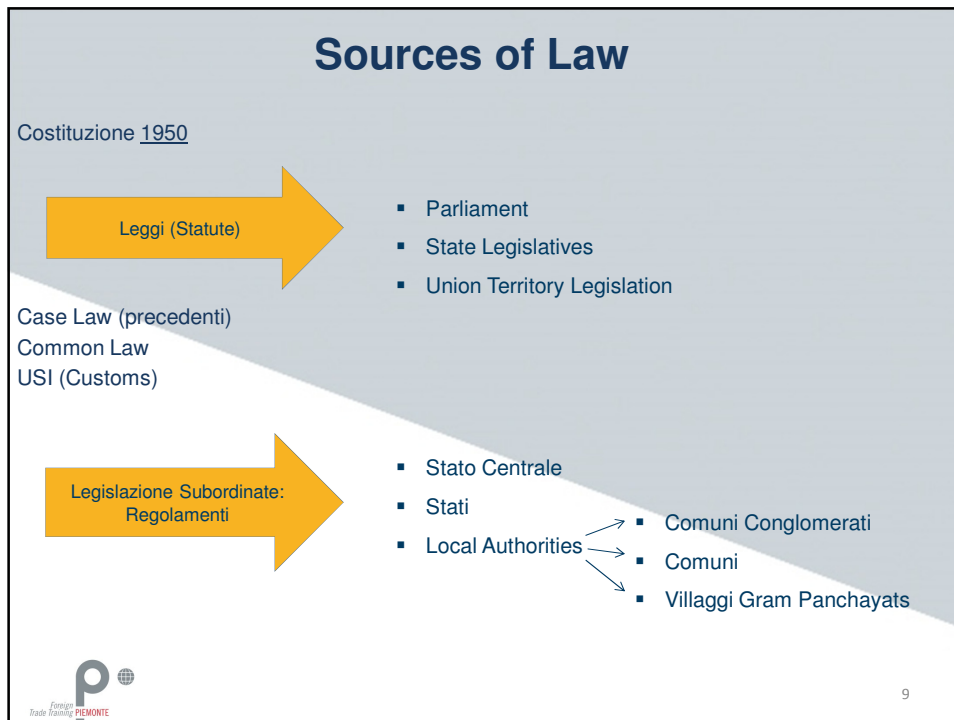 Sources of Law
Costituzione 1950
Leggi (Statute)
▪ Parliament
▪ State Legislatives
▪ Union Territory Legislation
Case Law (precedenti)
Common Law
USI (Customs)
Legislazione Subordinate:
Regolamenti
▪ Stato Centrale
▪ Stati
▪ Local Authorities
▪ Comuni Conglomerati
▪ Comuni
▪ Villaggi Gram Panchayats
p
Foreign
Trade Training PIEMONTE
9